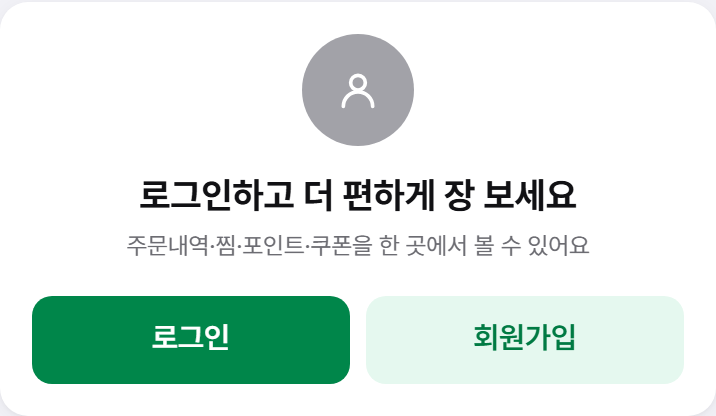 로그인하고 더 편하게 장 보세요
주문내역·찜·포인트·쿠폰을 한 곳에서 볼 수 있어요
로그인
회원가입